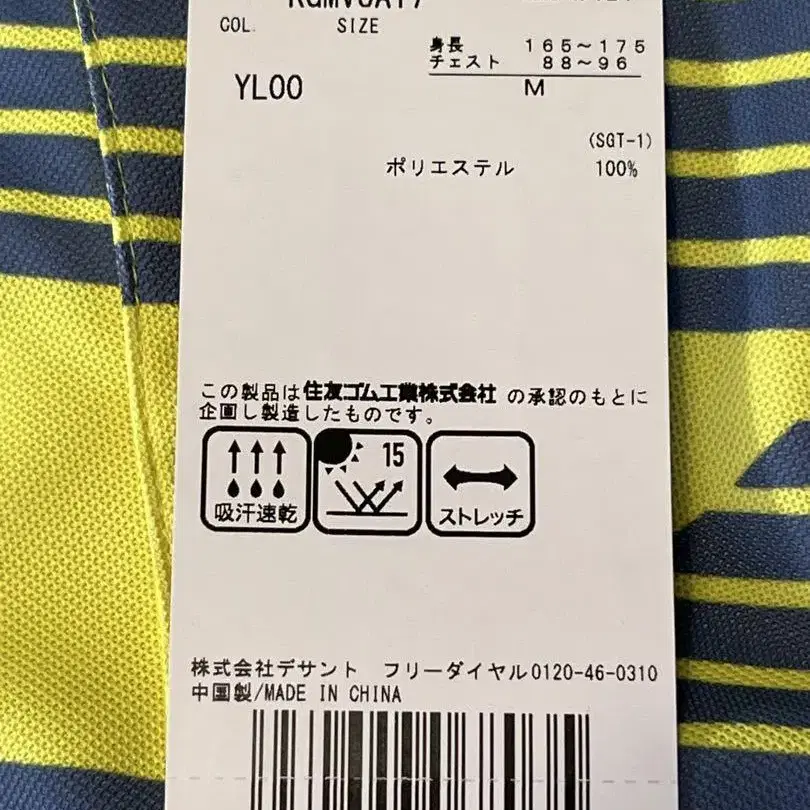 COL.
SIZE
身長 165~175
チェスト 88~96
YL00
M
(SGT-1)
ポリエステル 100%
この製品は住友ゴム工業株式会社の承認のもとに
企画し製造したものです。
15
吸汗速乾
ストレッチ
株式会社デサント フリーダイヤル0120-46-0310
中国製/MADE IN CHINA